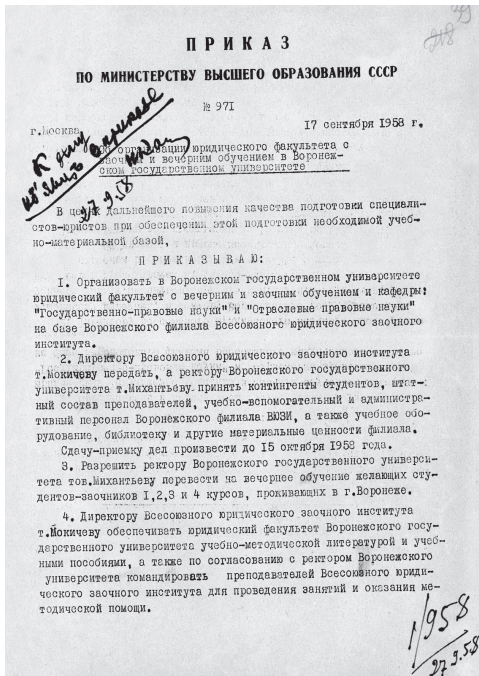 П Р И К А З
ПО МИНИСТЕРСТВУ ВЫСШЕГО ОБРАЗОВАНИЯ СССР
№ 971
г.Москва
17 сентября 1958 г.
Об организации юридического факультета с
заочным и вечерним обучением в Воронеж-
ском государственном университете
К делу
27.9.58
В целях дальнейшего повышения качества подготовки специали-
стов-юристов при обеспечении этой подготовки необходимой учеб-
но-материальной базой,
П Р И К А З Ы В А Ю:
I. Организовать в Воронежском государственном университете
юридический факультет с вечерним и заочным обучением и кафедры:
"Государственно-правовые науки" и "Отраслевые правовые науки"
на базе Воронежского филиала Всесоюзного юридического заочного
института.
2. Директору Всесоюзного юридического заочного института
т.Мокичеву передать, а ректору Воронежского государственного
университета т.Михантьеву принять контингенты студентов, штат-
ный состав преподавателей, учебно-вспомогательный и администра-
тивный персонал Воронежского филиала ВЮЗИ, а также учебное обо-
рудование, библиотеку и другие материальные ценности филиала.
Сдачу-приемку дел произвести до 15 октября 1958 года.
3. Разрешить ректору Воронежского государственного универси-
тета тов.Михантьеву перевести на вечернее обучение желающих сту-
дентов-заочников I,2,3 и 4 курсов, проживающих в г.Воронеже.
4. Директору Всесоюзного юридического заочного института
т.Мокичеву обеспечивать юридический факультет Воронежского госу-
дарственного университета учебно-методической литературой и учеб-
ными пособиями, а также по согласованию с ректором Воронежского
университета командировать преподавателей Всесоюзного юриди-
ческого заочного института для проведения занятий и оказания ме-
тодической помощи.
1/958
27.9.58